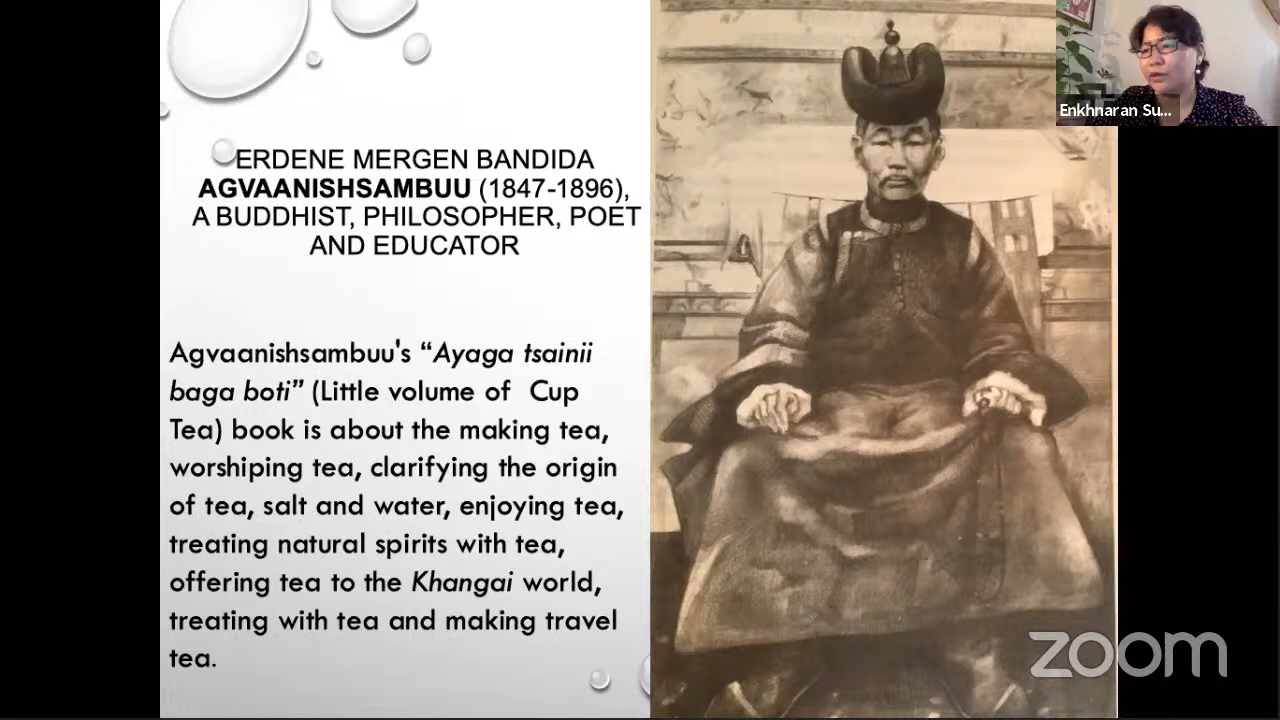 ERDENE MERGEN BANDIDA
AGVAANISHSAMBUU (1847-1896),
A BUDDHIST, PHILOSOPHER, POET
AND EDUCATOR
Agvaanishsambuu's “Ayaga tsainii
baga boti” (Little volume of Cup
Tea) book is about the making tea,
worshiping tea, clarifying the origin
of tea, salt and water, enjoying tea,
treating natural spirits with tea,
offering tea to the Khangai world,
treating with tea and making travel
tea.
Enkhnaran Su...
zoom